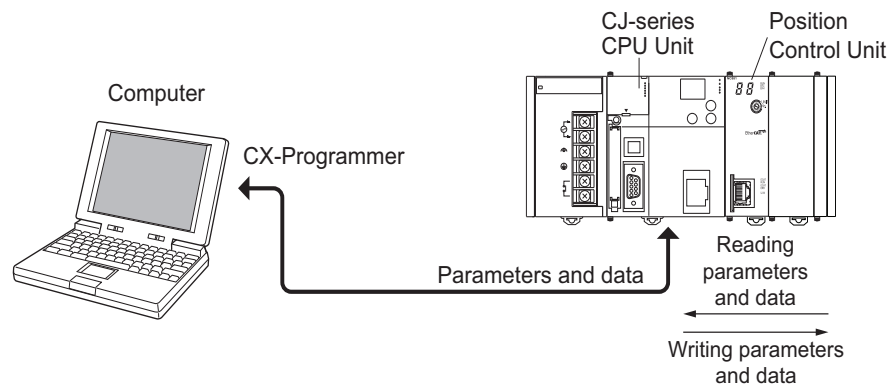 CJ-series
CPU Unit
Position
Control Unit
Computer
CX-Programmer
EtherCAT
Parameters and data
Reading
parameters
and data
Writing parameters
and data